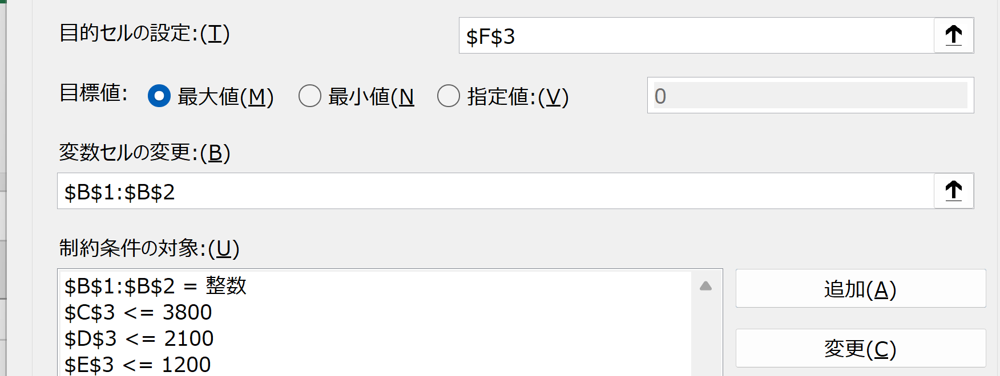 目的セルの設定:(T)
$F$3
目標値:
最大値(M)
最小値(N
指定値:(V)
0
変数セルの変更:(B)
$B$1:$B$2
制約条件の対象:(U)
$B$1:$B$2 = 整数
$C$3 <= 3800
$D$3 <= 2100
$E$3 <= 1200
追加(A)
変更(C)